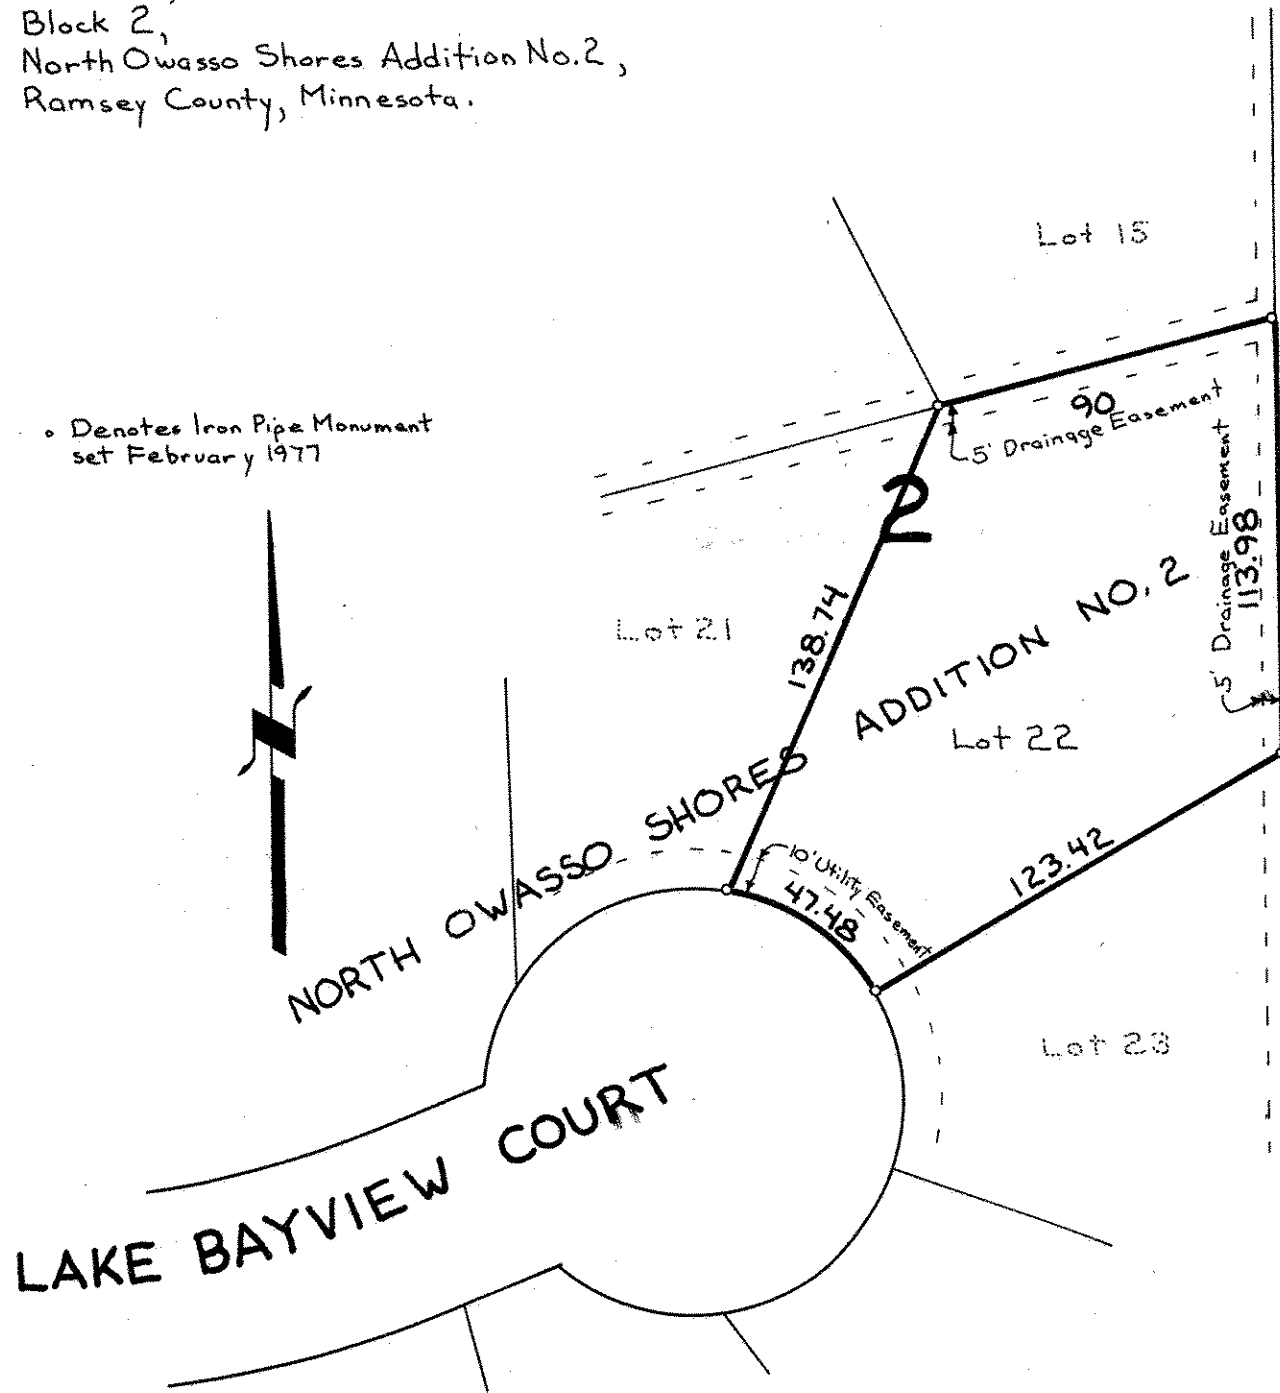 Block 2,
North Owasso Shores Addition No.2,
Ramsey County, Minnesota.
Lot 15
° Denotes Iron Pipe Monument
set February 1977
90
5' Drainage Easement
2
5' Drainage Easement
113.98
138.74
Lot 21
NORTH OWASSO SHORES ADDITION NO. 2
Lot 22
10' Utility Easement
47.48
123.42
Lot 23
LAKE BAYVIEW COURT
N